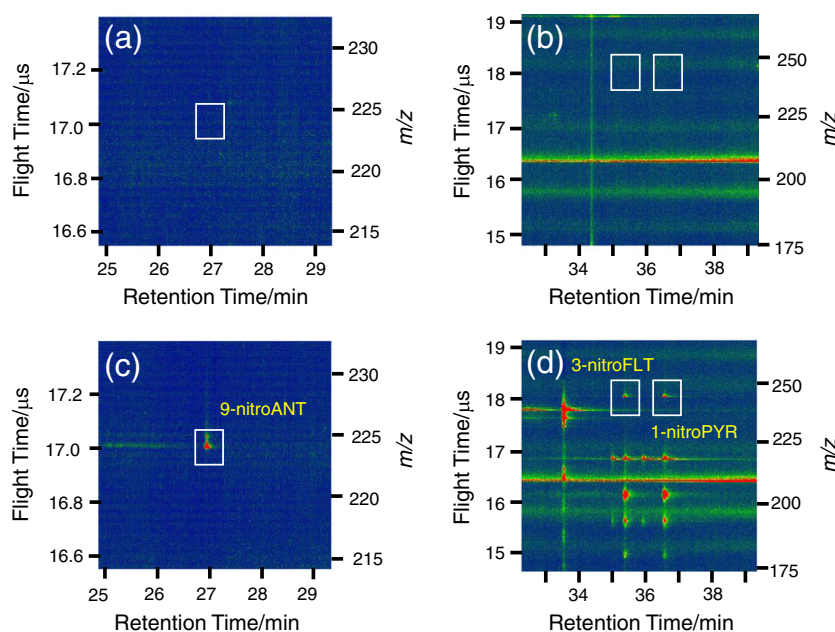 (a)
Flight Time/μs
17.2
17.0
16.8
16.6
230
225
220
215
m/z
25 26 27 28 29
Retention Time/min
(b)
Flight Time/μs
19
18
17
16
15
250
225
200
175
m/z
34 36 38
Retention Time/min
(c)
9-nitroANT
Flight Time/μs
17.2
17.0
16.8
16.6
230
225
220
215
m/z
25 26 27 28 29
Retention Time/min
(d)
3-nitroFLT
1-nitroPYR
Flight Time/μs
19
18
17
16
15
250
225
200
175
m/z
34 36 38
Retention Time/min